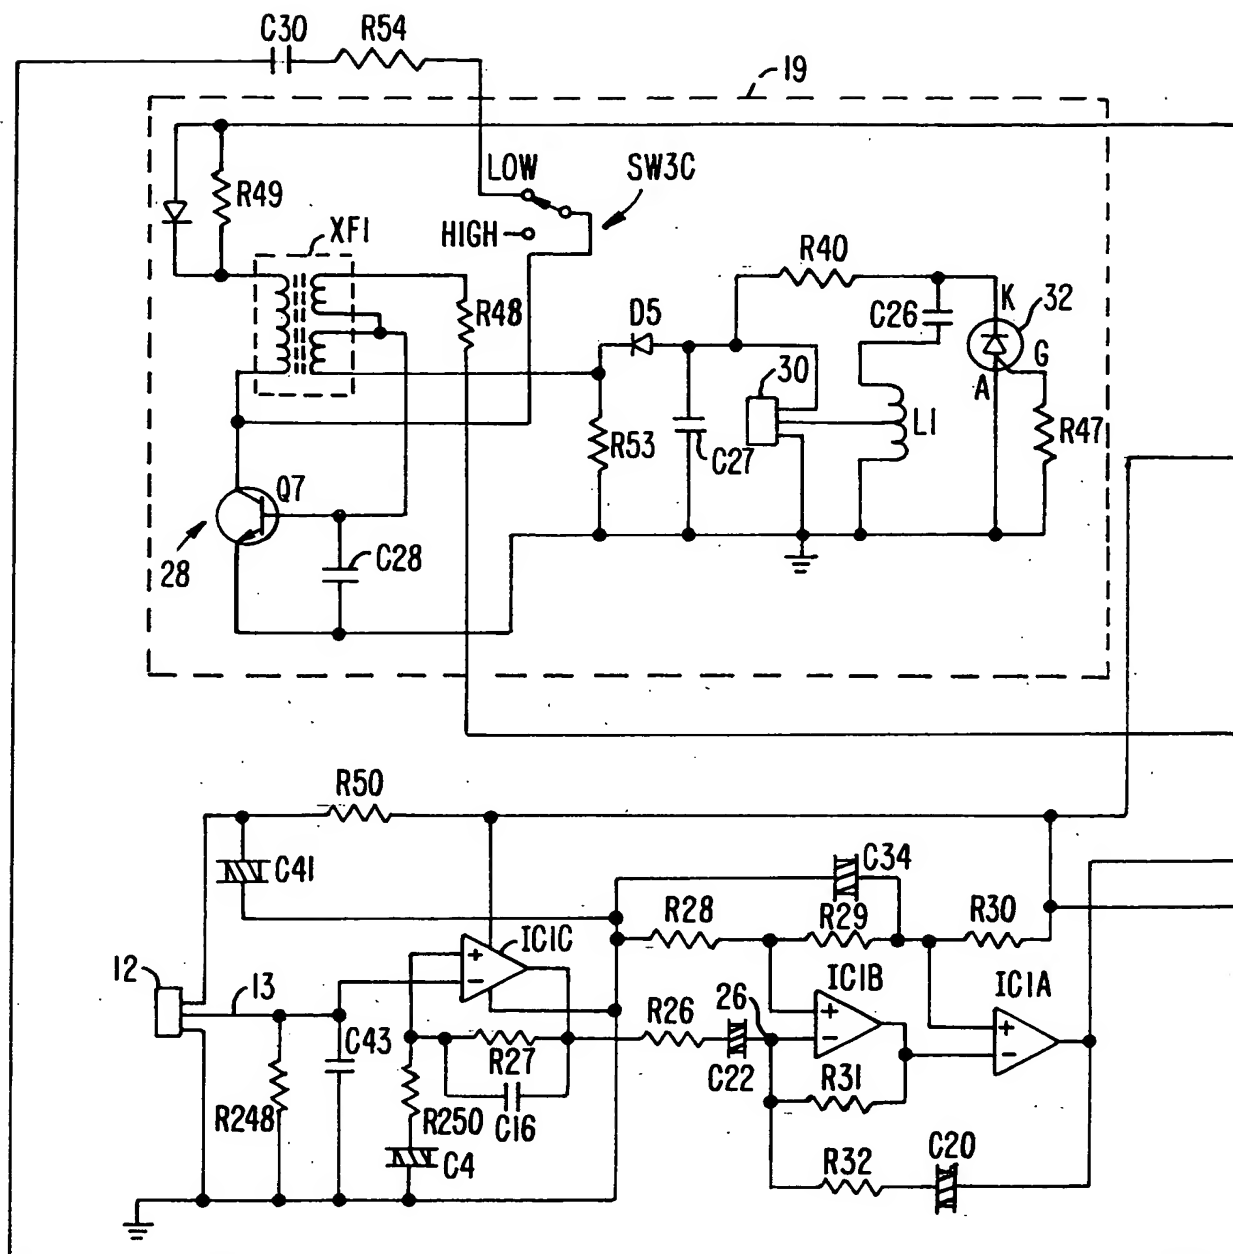 C30
R54
19
LOW
SW3C
R49
HIGH
XF1
R40
K
32
D5
R48
C26
G
30
A
L1
R47
R53
C27
Q7
28
C28
R50
C41
C34
R28
R29
R30
12
13
IC1C
IC1B
IC1A
26
R26
C43
R27
C22
R31
R248
R250
C16
C4
R32
C20
+
-
+
-
+
-